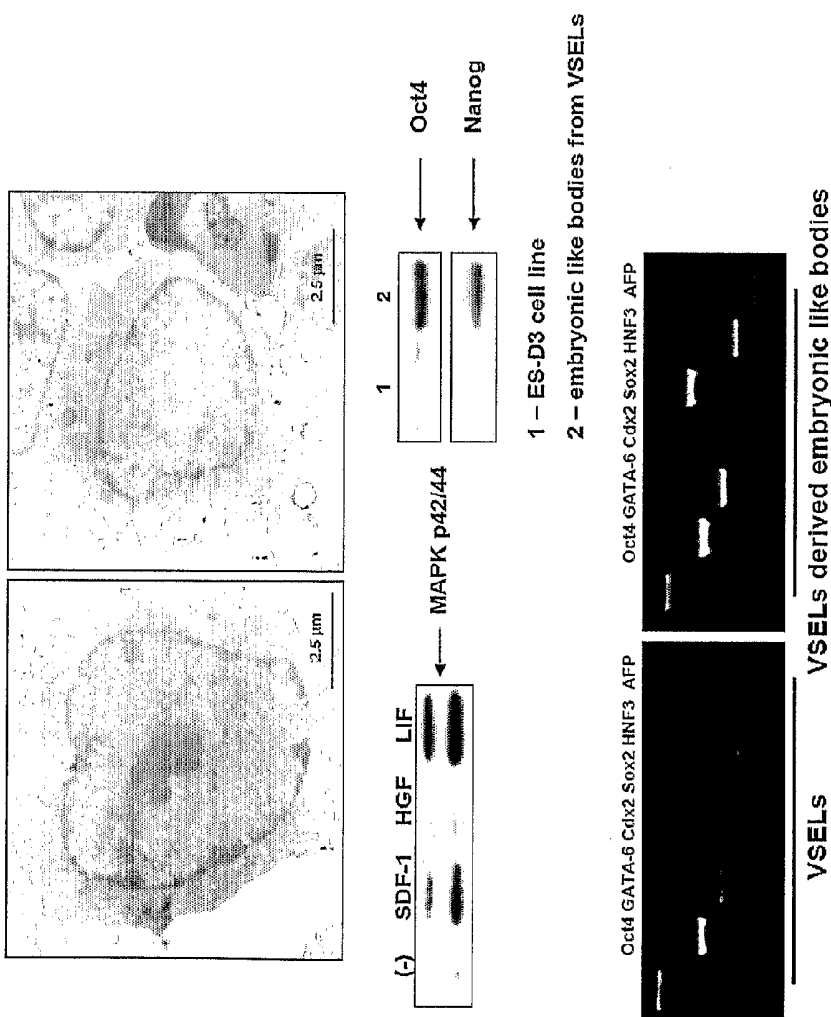 2.5 µm
2.5 µm
(-) SDF-1 HGF LIF
MAPK p42/44
1 2
Oct4
Nanog
1 – ES-D3 cell line
2 – embryonic like bodies from VSELs
Oct4 GATA-6 Cdx2 Sox2 HNF3 AFP
Oct4 GATA-6 Cdx2 Sox2 HNF3 AFP
VSELs
VSELs derived embryonic like bodies